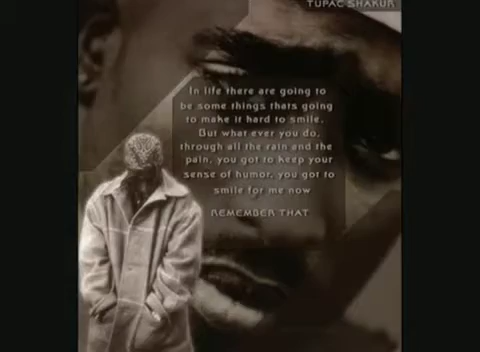 TUPAC SHAKUR
In life there are going to
be some things thats going
to make it hard to smile.
But what ever you do,
through all the rain and the
pain, you got to keep your
sense of humor, you got to
smile for me now
REMEMBER THAT